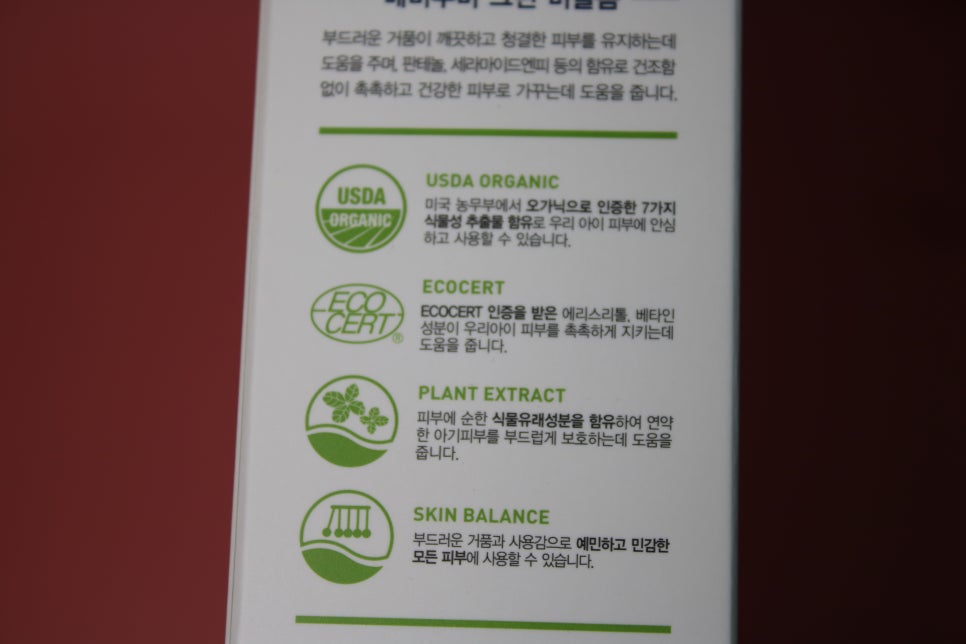 부드러운 거품이 깨끗하고 청결한 피부를 유지하는데
도움을 주며, 판테놀, 세라마이드엔피 등의 함유로 건조함
없이 촉촉하고 건강한 피부로 가꾸는데 도움을 줍니다.
USDA
ORGANIC
USDA ORGANIC
미국 농무부에서 오가닉으로 인증한 7가지
식물성 추출물 함유로 우리 아이 피부에 안심
하고 사용할 수 있습니다.
ECO
CERT
®
ECOCERT
ECOCERT 인증을 받은 에리스리톨, 베타인
성분이 우리아이 피부를 촉촉하게 지키는데
도움을 줍니다.
PLANT EXTRACT
피부에 순한 식물유래성분을 함유하여 연약
한 아기피부를 부드럽게 보호하는데 도움을
줍니다.
SKIN BALANCE
부드러운 거품과 사용감으로 예민하고 민감한
모든 피부에 사용할 수 있습니다.